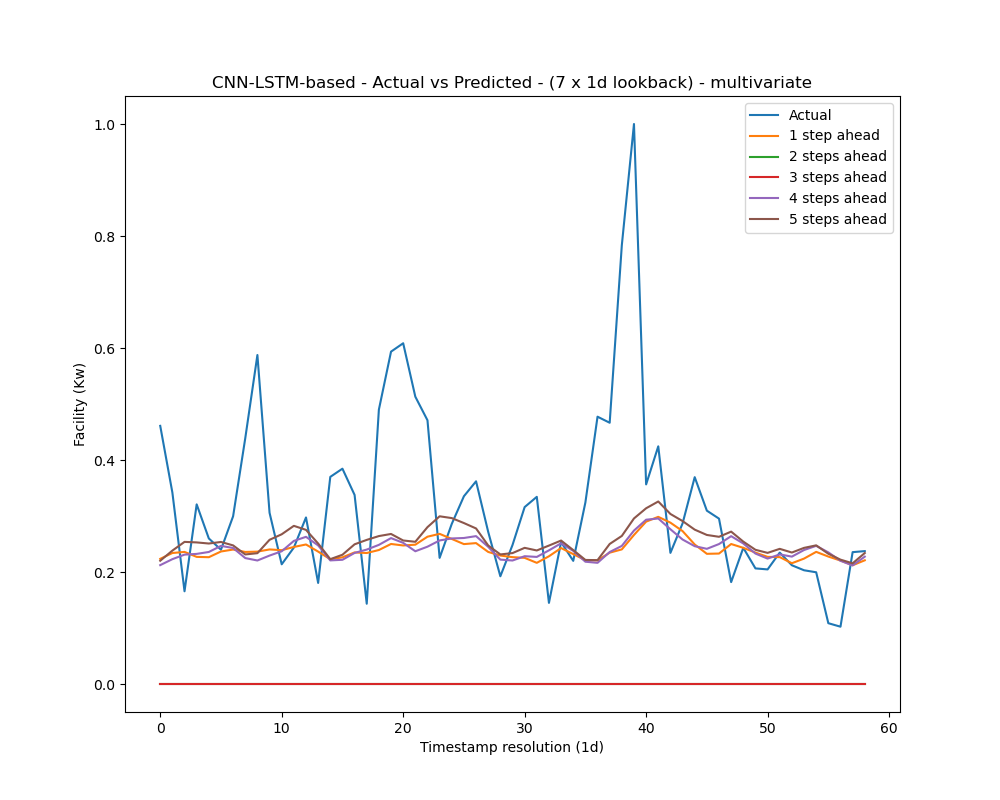 CNN-LSTM-based - Actual vs Predicted - (7 x 1d lookback) - multivariate
Actual
1 step ahead
2 steps ahead
3 steps ahead
4 steps ahead
5 steps ahead
1.0
0.8
0.6
0.4
0.2
0.0
Facility (Kw)
0 10 20 30 40 50 60
Timestamp resolution (1d)